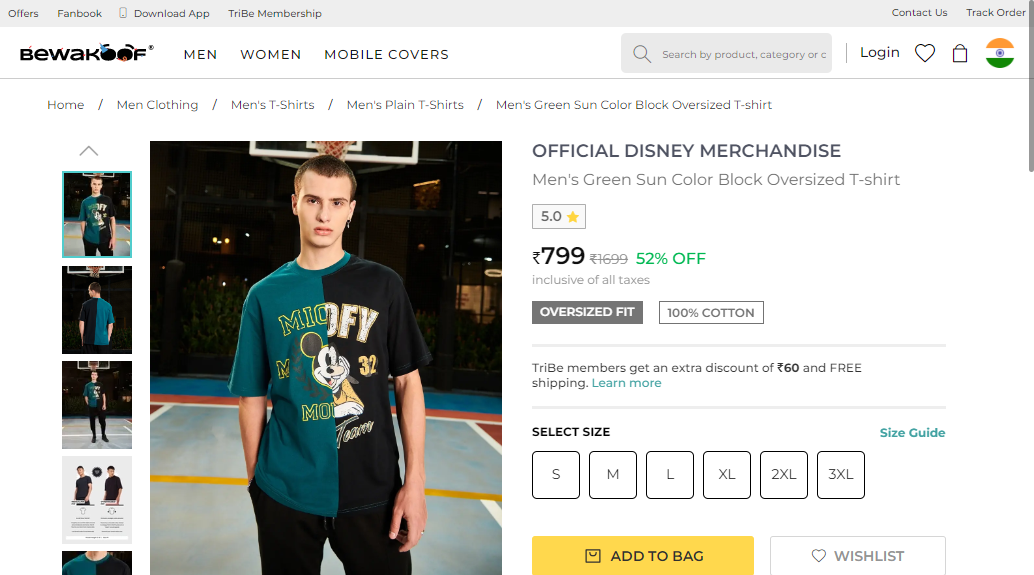 Offers Fanbook Download App TriBe Membership Contact Us Track Order
BEWAKOOF® MEN WOMEN MOBILE COVERS Search by product, category or c Login
Home / Men Clothing / Men's T-Shirts / Men's Plain T-Shirts / Men's Green Sun Color Block Oversized T-shirt
OFFICIAL DISNEY MERCHANDISE
Men's Green Sun Color Block Oversized T-shirt
5.0
₹799 ₹1699 52% OFF
inclusive of all taxes
OVERSIZED FIT 100% COTTON
MIC OFY
M 32
MO
Team
TriBe members get an extra discount of ₹60 and FREE
shipping. Learn more
SELECT SIZE Size Guide
S M L XL 2XL 3XL
ADD TO BAG WISHLIST